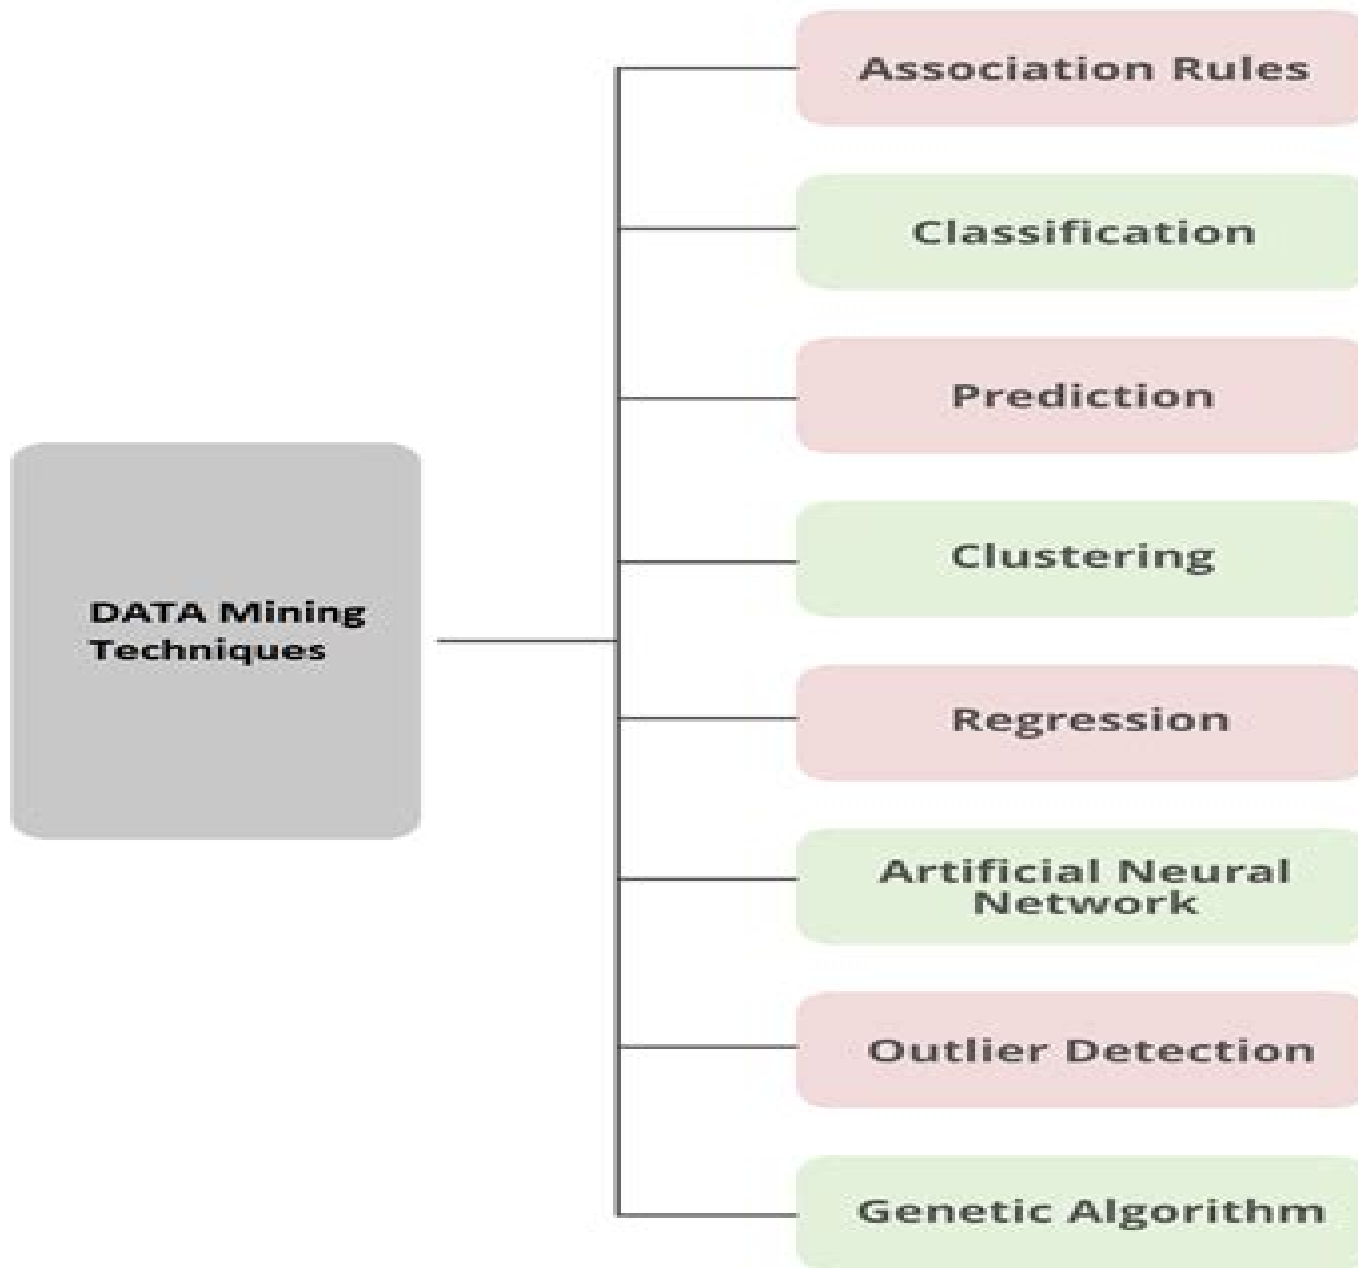 DATA Mining
Techniques
Association Rules
Classification
Prediction
Clustering
Regression
Artificial Neural
Network
Outlier Detection
Genetic Algorithm